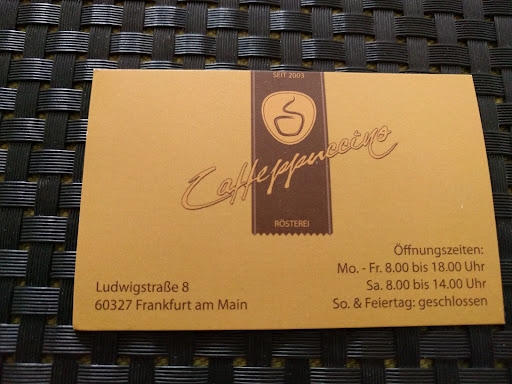 SEIT 2003
Caffeppuccino
RÖSTEREI
Ludwigstraße 8
60327 Frankfurt am Main
Öffnungszeiten:
Mo. - Fr. 8.00 bis 18.00 Uhr
Sa. 8.00 bis 14.00 Uhr
So. & Feiertag: geschlossen